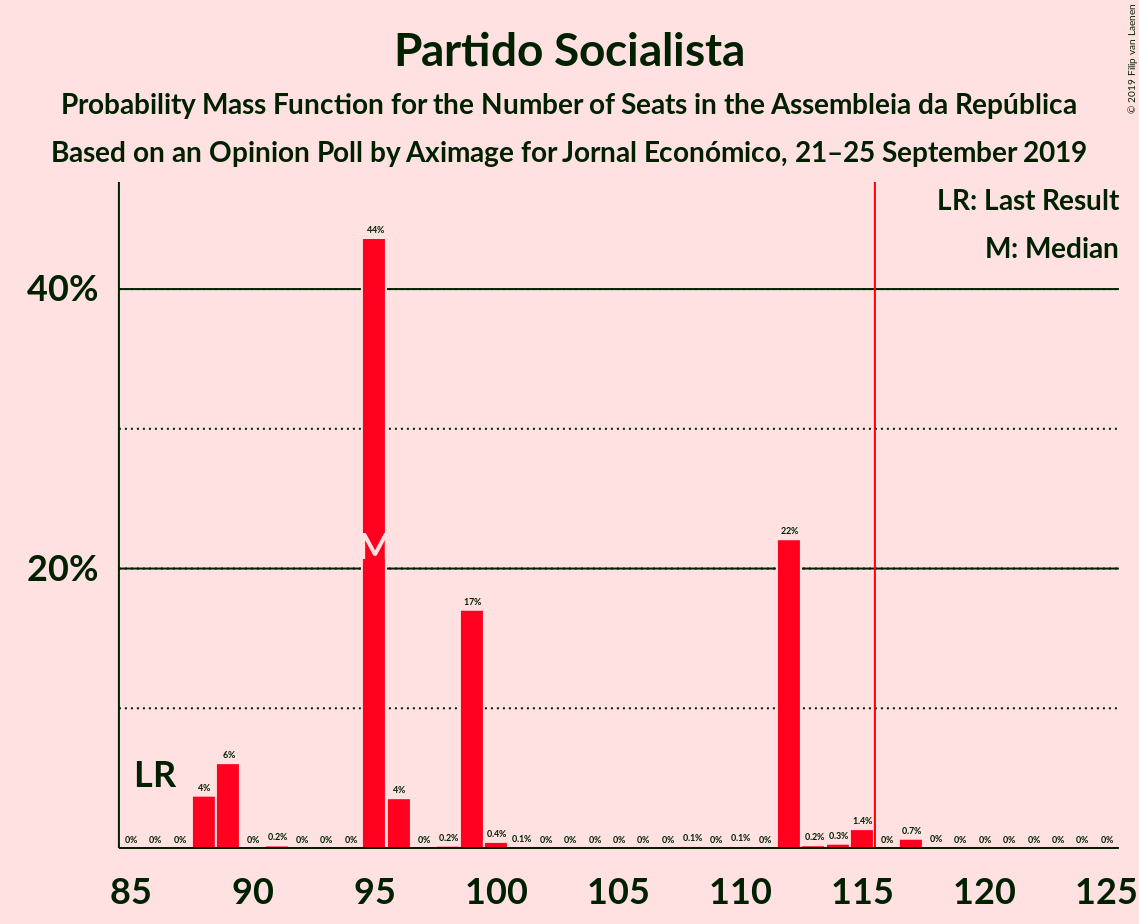 Partido Socialista
Probability Mass Function for the Number of Seats in the Assembleia da República
Based on an Opinion Poll by Aximage for Jornal Económico, 21–25 September 2019
© 2019 Filip van Laenen
LR: Last Result
M: Median
40%
20%
44%
M
22%
17%
LR
4%
6%
4%
0% 0% 0% 0% 0.2% 0% 0% 0% 0% 0.2% 0.4% 0.1% 0% 0% 0% 0% 0% 0% 0.1% 0% 0.1% 0% 0.2% 0.3% 1.4% 0% 0.7% 0% 0% 0% 0% 0% 0% 0% 0%
85 90 95 100 105 110 115 120 125